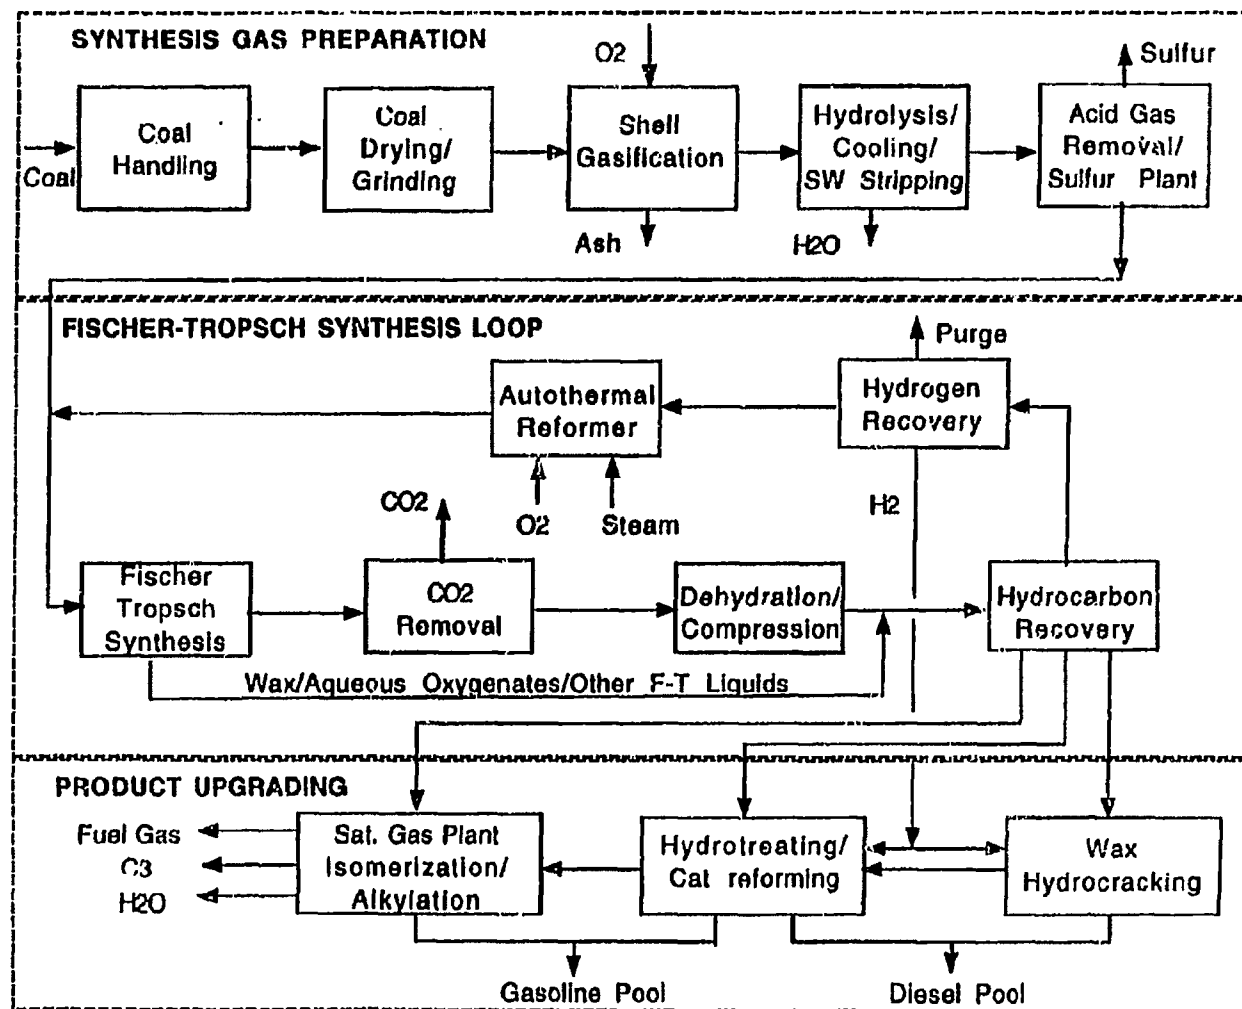 SYNTHESIS GAS PREPARATION
O2
Sulfur
Coal
Coal
Handling
Coal
Drying/
Grinding
Shell
Gasification
Hydrolysis/
Cooling/
SW Stripping
Acid Gas
Removal/
Sulfur Plant
Ash
H2O
FISCHER-TROPSCH SYNTHESIS LOOP
Purge
Autothermal
Reformer
Hydrogen
Recovery
CO2
O2
Steam
H2
Fischer
Tropsch
Synthesis
CO2
Removal
Dehydration/
Compression
Hydrocarbon
Recovery
Wax/Aqueous Oxygenates/Other F-T Liquids
PRODUCT UPGRADING
Fuel Gas
C3
H2O
Sat. Gas Plant
Isomerization/
Alkylation
Hydrotreating/
Cat reforming
Wax
Hydrocracking
Gasoline Pool
Diesel Pool